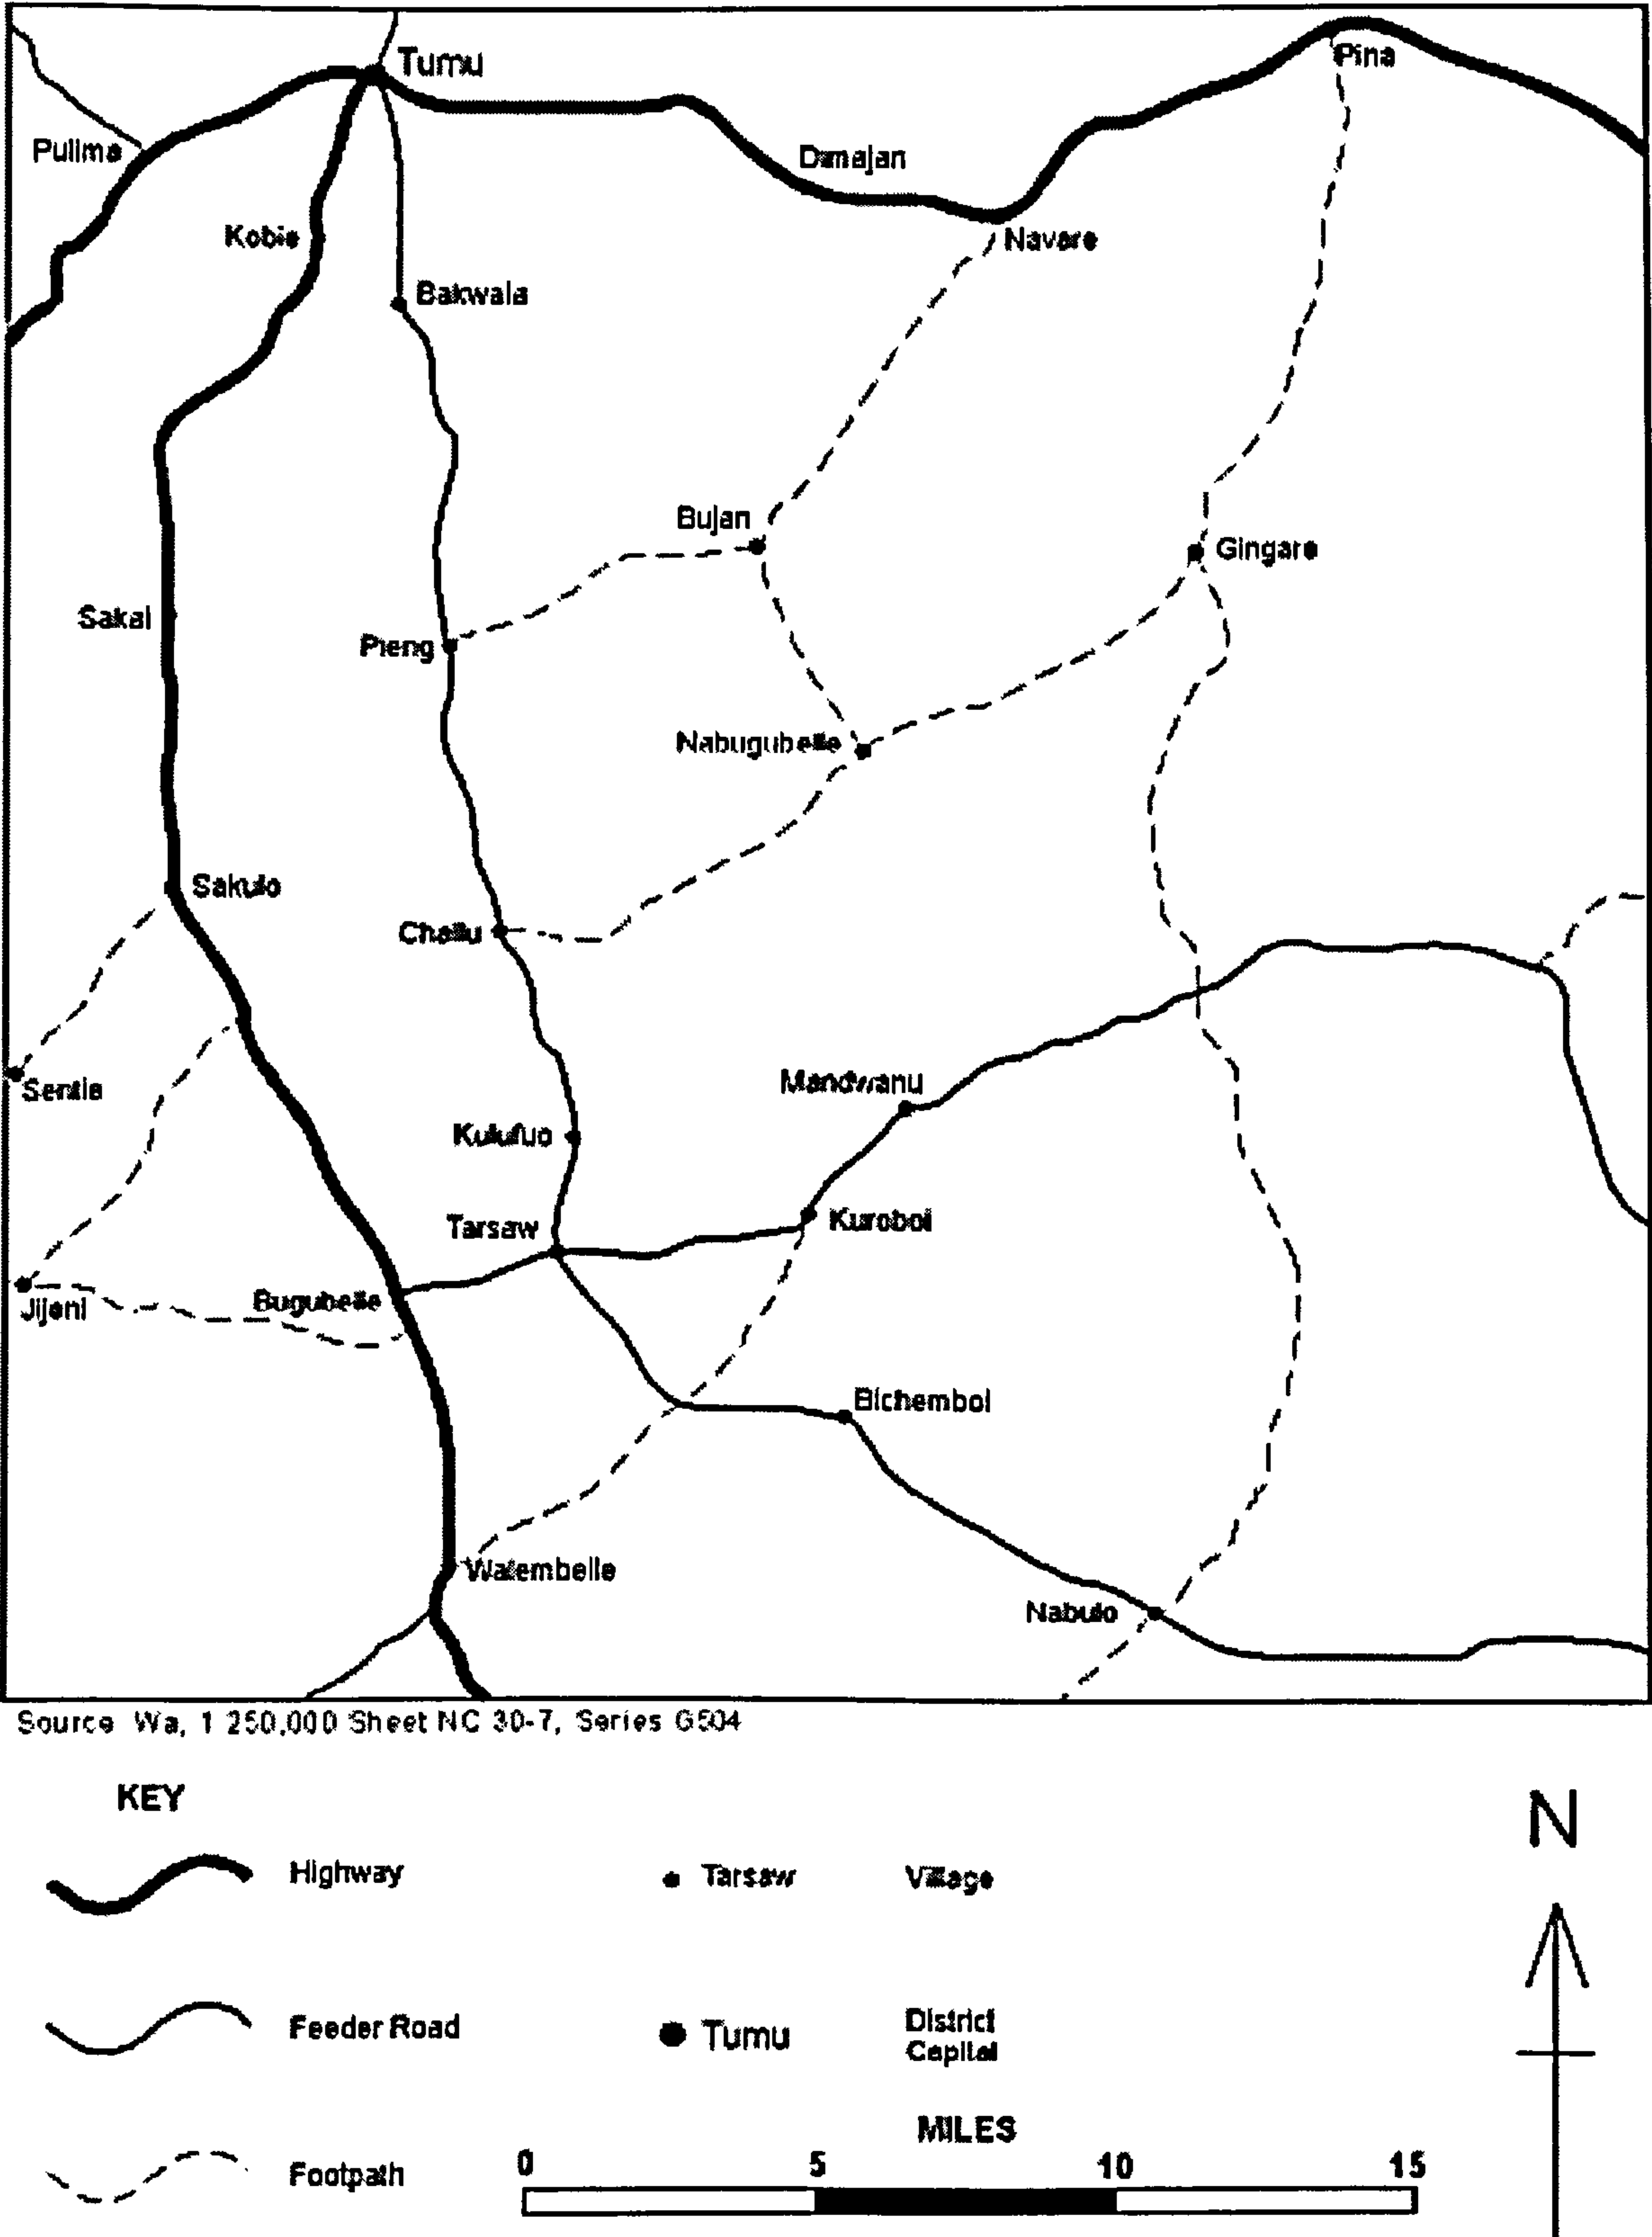 Tumu
Pina
Pulima
Dimajan
Kobie
Navare
Bakwala
Bujan
Gingare
Sakai
Pieng
Nabugubelle
Sakulo
Challu
Sentie
Mandwanu
Kulufuo
Tarsaw
Kuroboi
Jijeni
Bugubelle
Bichemboi
Walembelle
Nabulo
Source Wa, 1 250,000 Sheet NC 30-7, Series G504
KEY
N
Highway
Tarsaw
Village
Feeder Road
Tumu
District
Capital
MILES
0 5 10 15
Footpath